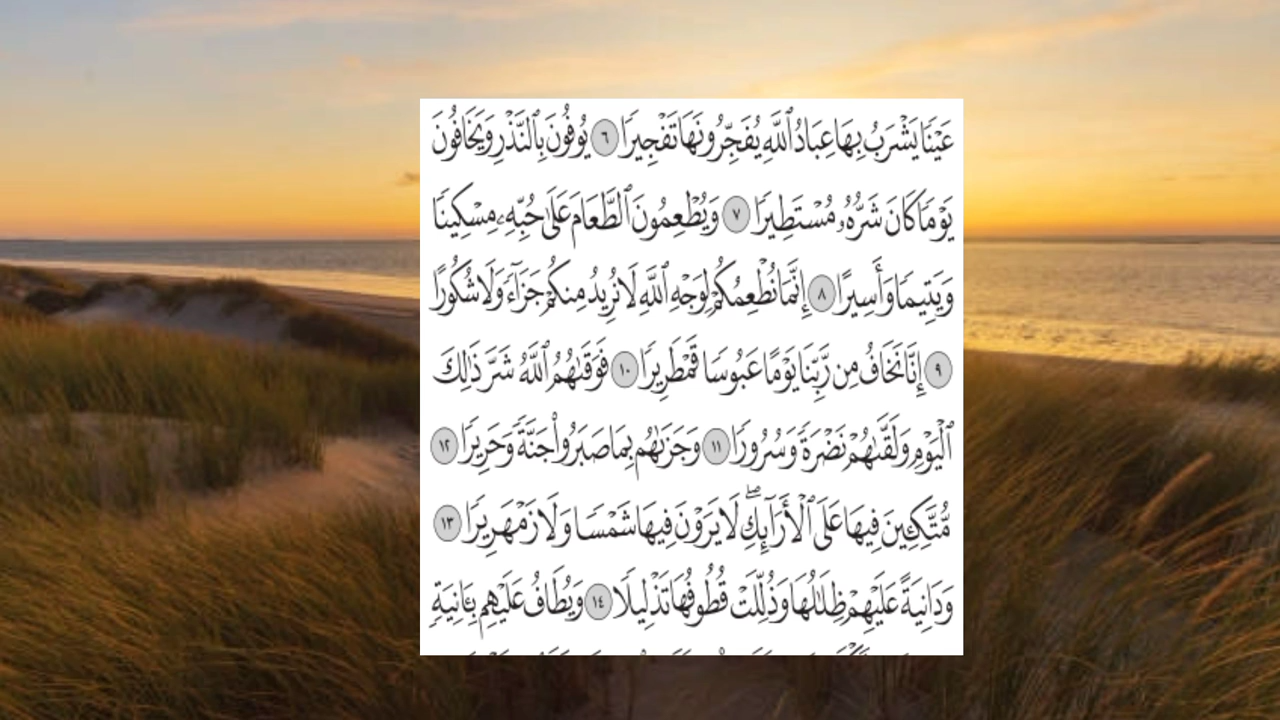 عَيْنًا يَشْرَبُ بِهَا عِبَادُ ٱللَّهِ يُفَجِّرُونَهَا تَفْجِيرًا ٦ يُوفُونَ بِٱلنَّذْرِ وَيَخَافُونَ
يَوْمًا كَانَ شَرُّهُۥ مُسْتَطِيرًا ٧ وَيُطْعِمُونَ ٱلطَّعَامَ عَلَىٰ حُبِّهِۦ مِسْكِينًا
وَيَتِيمًا وَأَسِيرًا ٨ إِنَّمَا نُطْعِمُكُمْ لِوَجْهِ ٱللَّهِ لَا نُرِيدُ مِنكُمْ جَزَآءً وَلَا شُكُورًا
٩ إِنَّا نَخَافُ مِن رَّبِّنَا يَوْمًا عَبُوسًا قَمْطَرِيرًا ١٠ فَوَقَىٰهُمُ ٱللَّهُ شَرَّ ذَٰلِكَ
ٱلْيَوْمِ وَلَقَّىٰهُمْ نَضْرَةً وَسُرُورًا ١١ وَجَزَىٰهُم بِمَا صَبَرُوا۟ جَنَّةً وَحَرِيرًا ١٢
مُّتَّكِـِٔينَ فِيهَا عَلَى ٱلْأَرَآئِكِ ۖ لَا يَرَوْنَ فِيهَا شَمْسًا وَلَا زَمْهَرِيرًا ١٣
وَدَانِيَةً عَلَيْهِمْ ظِلَـٰلُهَا وَذُلِّلَتْ قُطُوفُهَا تَذْلِيلًا ١٤ وَيُطَافُ عَلَيْهِم بِـَٔانِيَةٍ